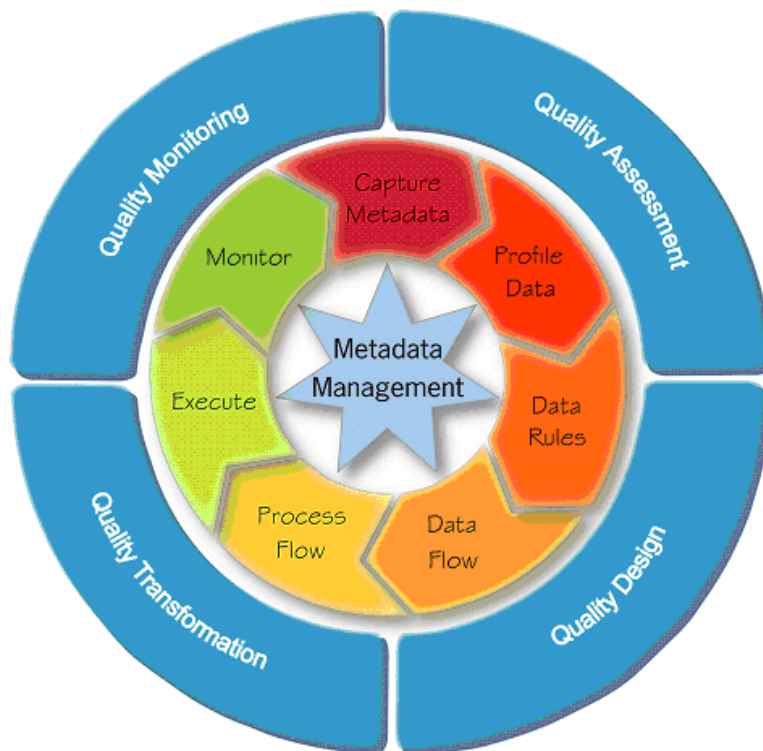 Quality Monitoring
Quality Assessment
Quality Design
Quality Transformation
Capture
Metadata
Profile
Data
Data
Rules
Data
Flow
Process
Flow
Execute
Monitor
Metadata
Management